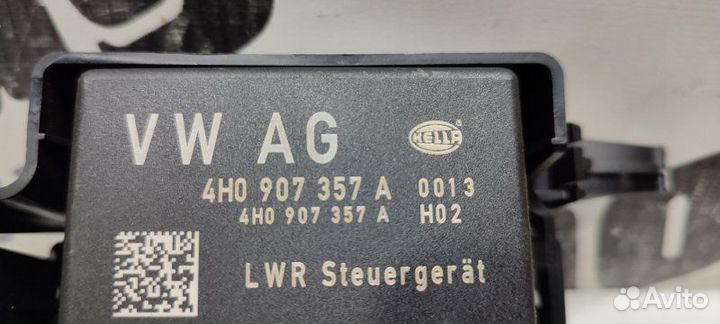 VW AG
HELLA
4H0 907 357 A 0013
4H0 907 357 A H02
LWR Steuergerät
Avito